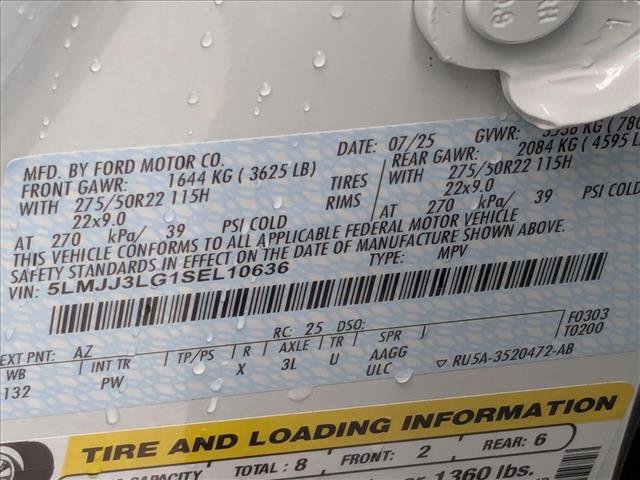 MFD. BY FORD MOTOR CO. DATE: 07/25 GVWR:
FRONT GAWR: 1644 KG ( 3625 LB) REAR GAWR: 2084 KG ( 4595 L
WITH 275/50R22 115H TIRES 275/50R22 115H
22x9.0 RIMS 22x9.0
AT 270 kPa/ 39 PSI COLD AT 270 kPa/ 39 PSI COLD
THIS VEHICLE CONFORMS TO ALL APPLICABLE FEDERAL MOTOR VEHICLE
SAFETY STANDARDS IN EFFECT ON THE DATE OF MANUFACTURE SHOWN ABOVE.
VIN: 5LMJJ3LG1SEL10636 TYPE: MPV
RC: 25 DSO: F0303
T0200
EXT PNT: AZ
WB INT TR TP/PS R AXLE TR SPR
132 PW X 3L U AAGG
ULC ▽ RU5A-3520472-AB
TIRE AND LOADING INFORMATION
CAPACITY TOTAL : 8 FRONT: 2 REAR: 6
1360 lbs.